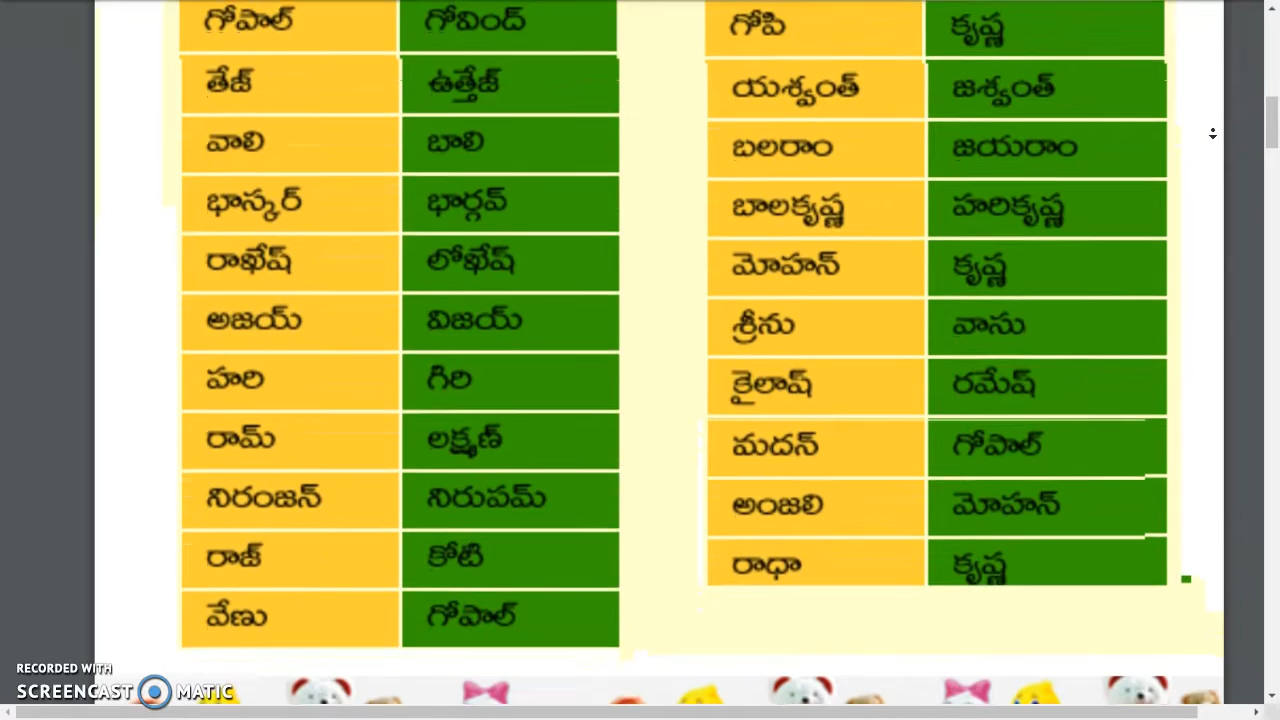 గోపాల్ గోవింద్
తేజ్ ఉత్తేజ్
వాలి బాలి
భాస్కర్ భార్గవ్
రాఖేష్ లోఖేష్
అజయ్ విజయ్
హరి గిరి
రామ్ లక్ష్మణ్
నిరంజన్ నిరుపమ్
రాజ్ కోటి
వేణు గోపాల్
గోపి కృష్ణ
యశ్వంత్ జశ్వంత్
బలరాం జయరాం
బాలకృష్ణ హరికృష్ణ
మోహన్ కృష్ణ
శ్రీను వాసు
కైలాష్ రమేష్
మదన్ గోపాల్
అంజలి మోహన్
రాధా కృష్ణ
RECORDED WITH
SCREENCAST MATIC